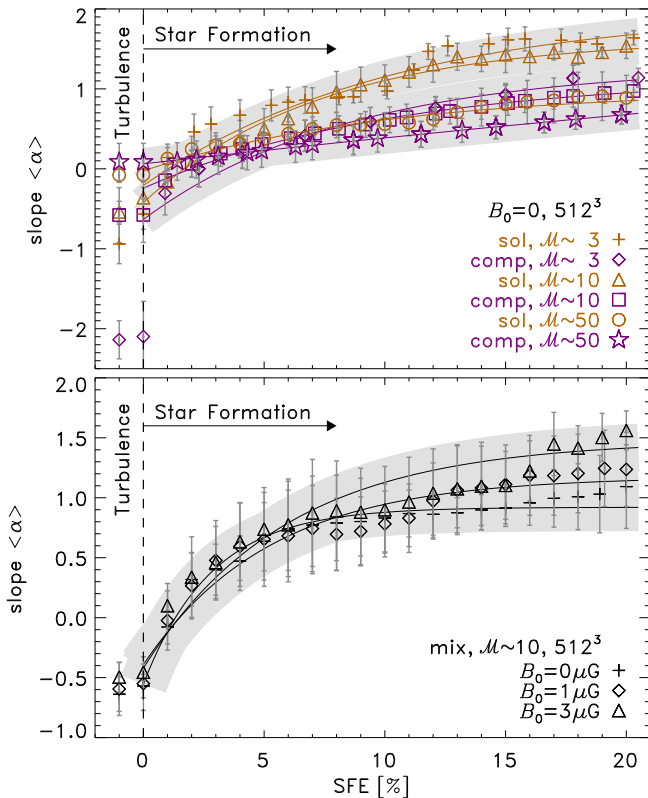 2
1
0
-1
-2
slope <α>
Turbulence
Star Formation
B₀=0, 512³
sol, ℳ~ 3
comp, ℳ~ 3
sol, ℳ~10
comp, ℳ~10
sol, ℳ~50
comp, ℳ~50
2.0
1.5
1.0
0.5
0.0
-0.5
-1.0
slope <α>
Turbulence
Star Formation
mix, ℳ~10, 512³
B₀=0μG
B₀=1μG
B₀=3μG
0 5 10 15 20
SFE [%]